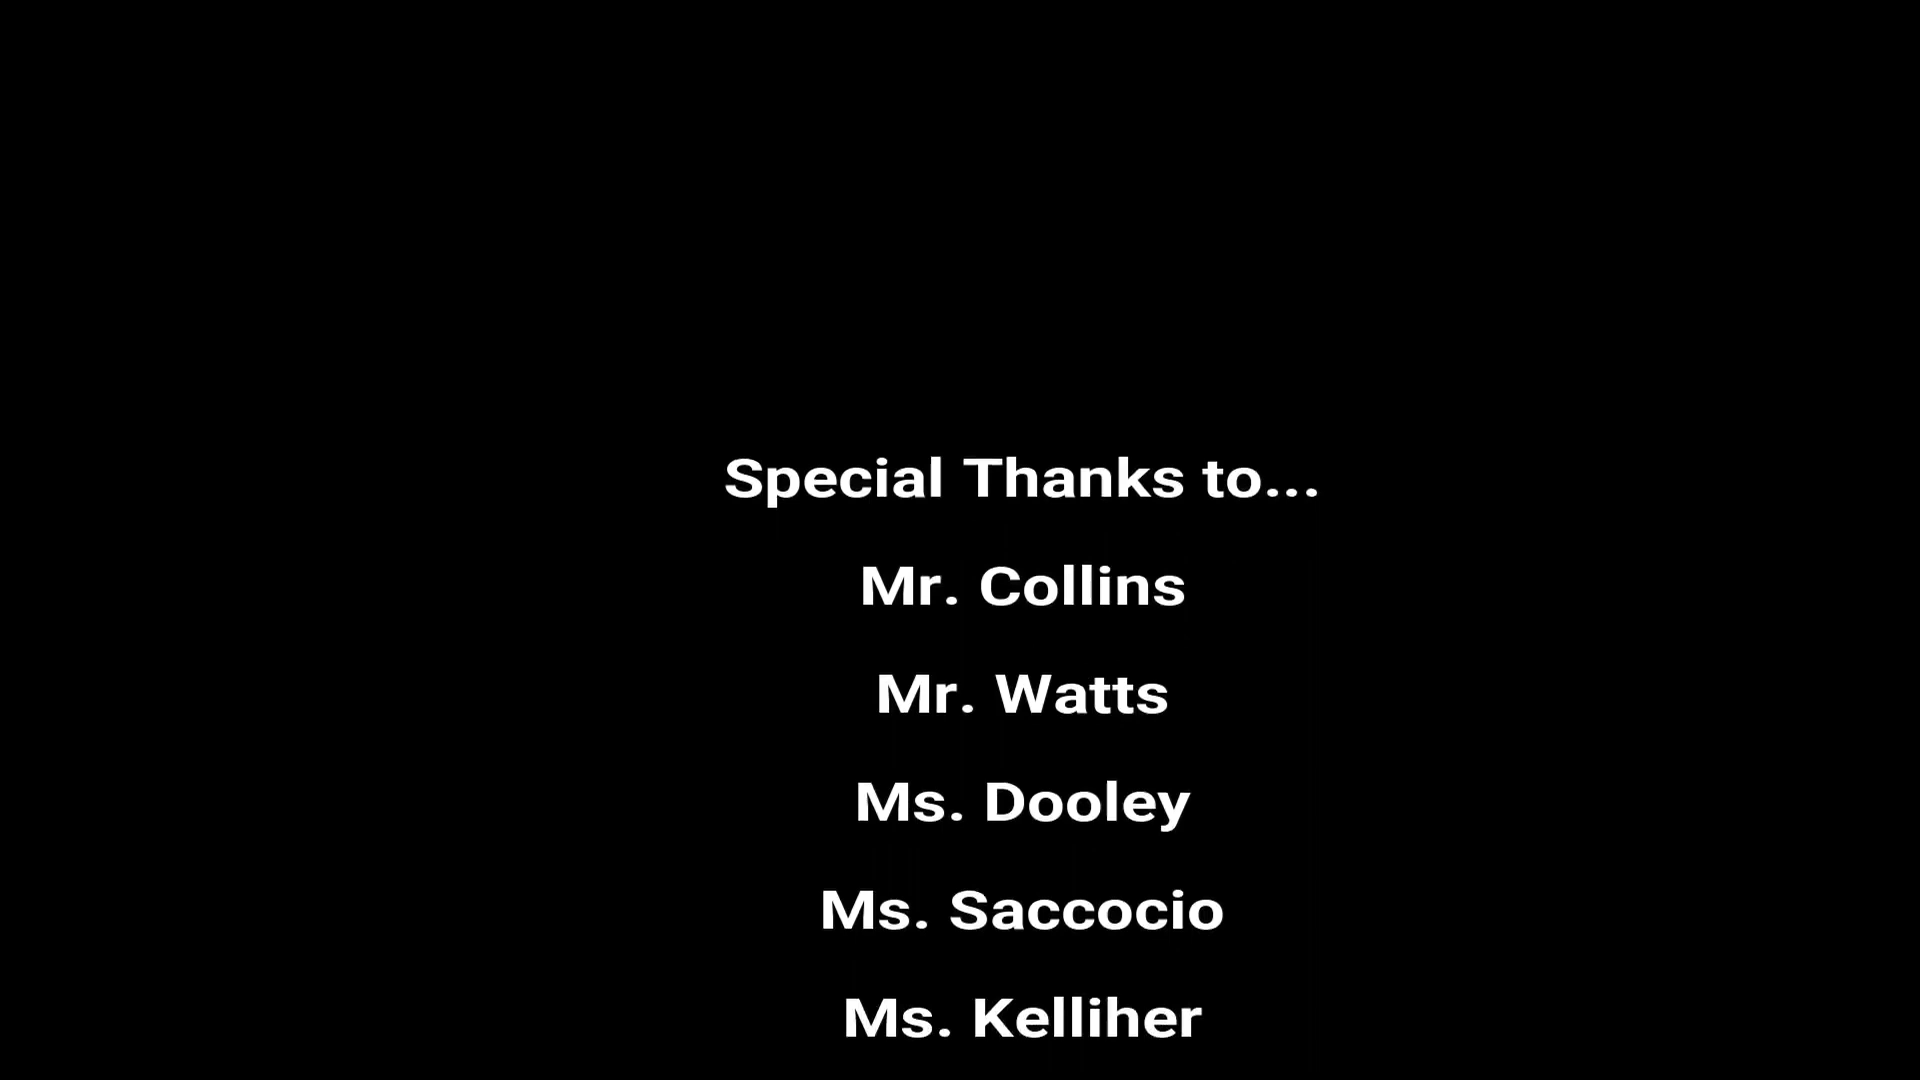 Special Thanks to...
Mr. Collins
Mr. Watts
Ms. Dooley
Ms. Saccocio
Ms. Kelliher